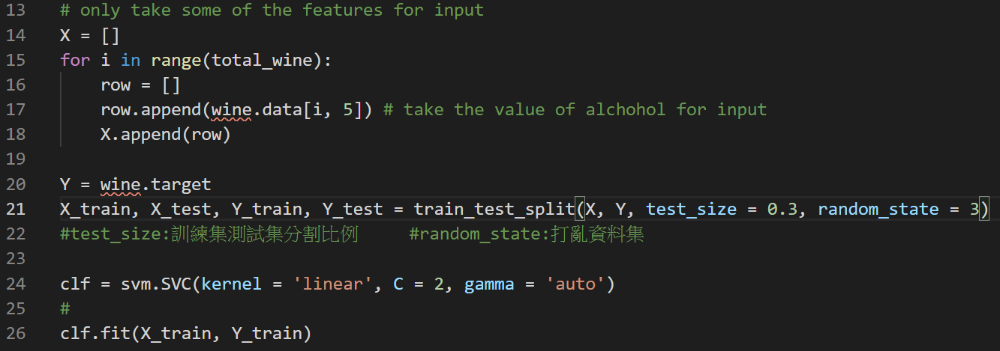 13 # only take some of the features for input
14 X = []
15 for i in range(total_wine):
16     row = []
17     row.append(wine.data[i, 5]) # take the value of alchohol for input
18     X.append(row)
19
20 Y = wine.target
21 X_train, X_test, Y_train, Y_test = train_test_split(X, Y, test_size = 0.3, random_state = 3)
22 #test_size:訓練集測試集分割比例     #random_state:打亂資料集
23
24 clf = svm.SVC(kernel = 'linear', C = 2, gamma = 'auto')
25 #
26 clf.fit(X_train, Y_train)